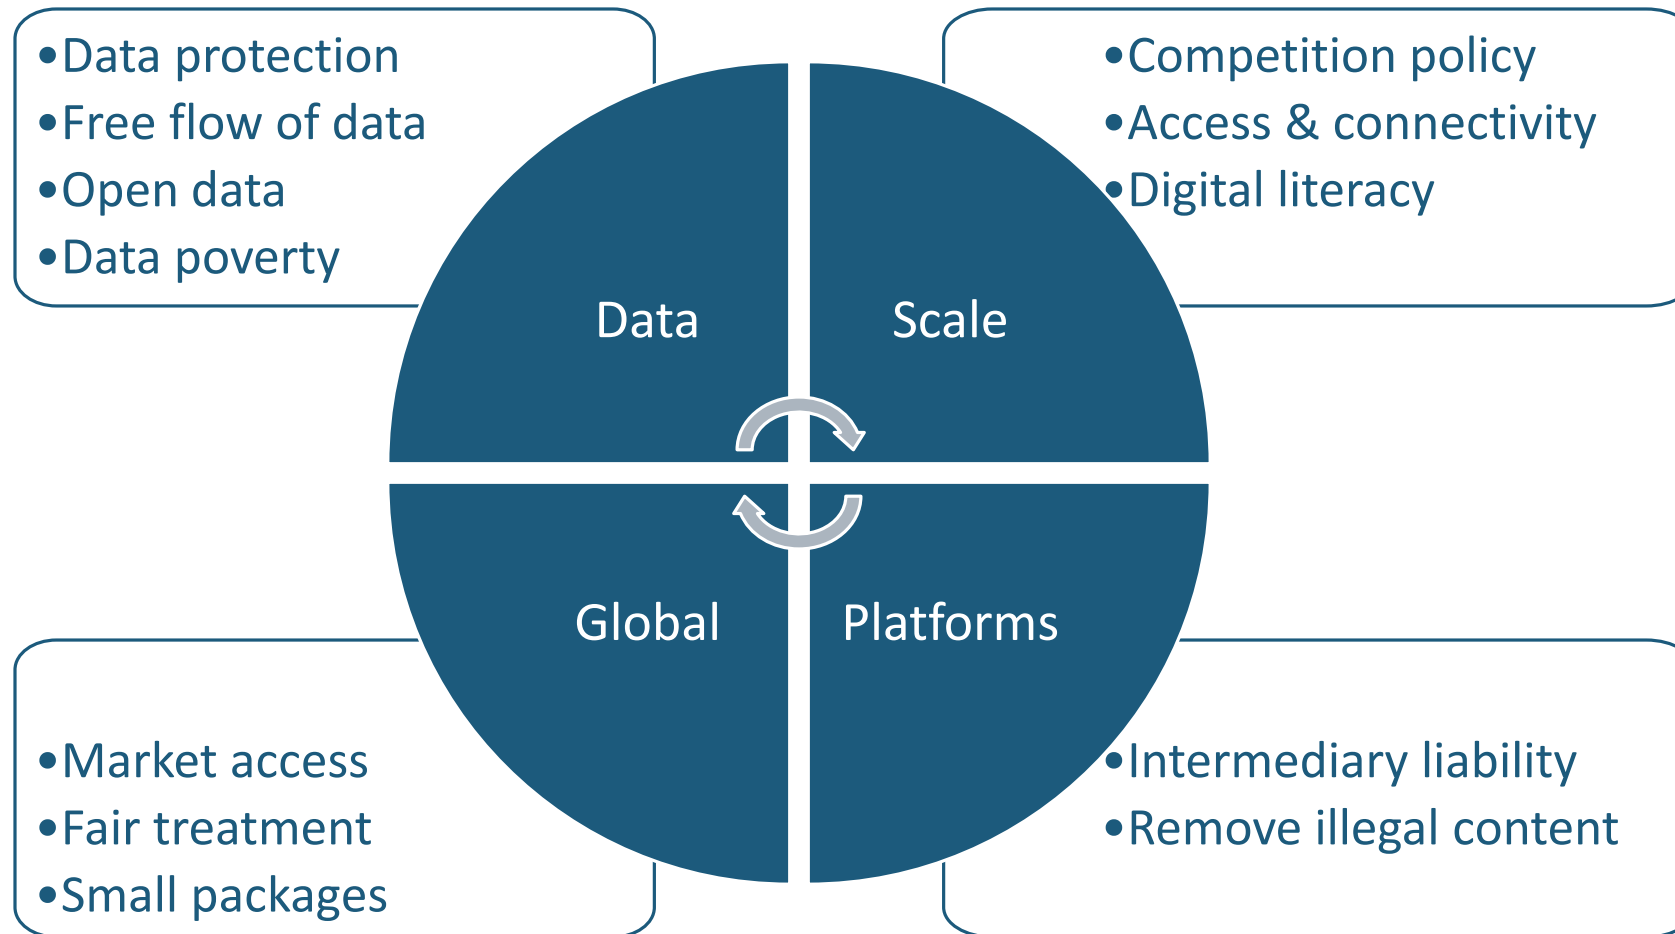 •Data protection
•Free flow of data
•Open data
•Data poverty
•Competition policy
•Access & connectivity
•Digital literacy
Data
Scale
Global
Platforms
•Market access
•Fair treatment
•Small packages
•Intermediary liability
•Remove illegal content